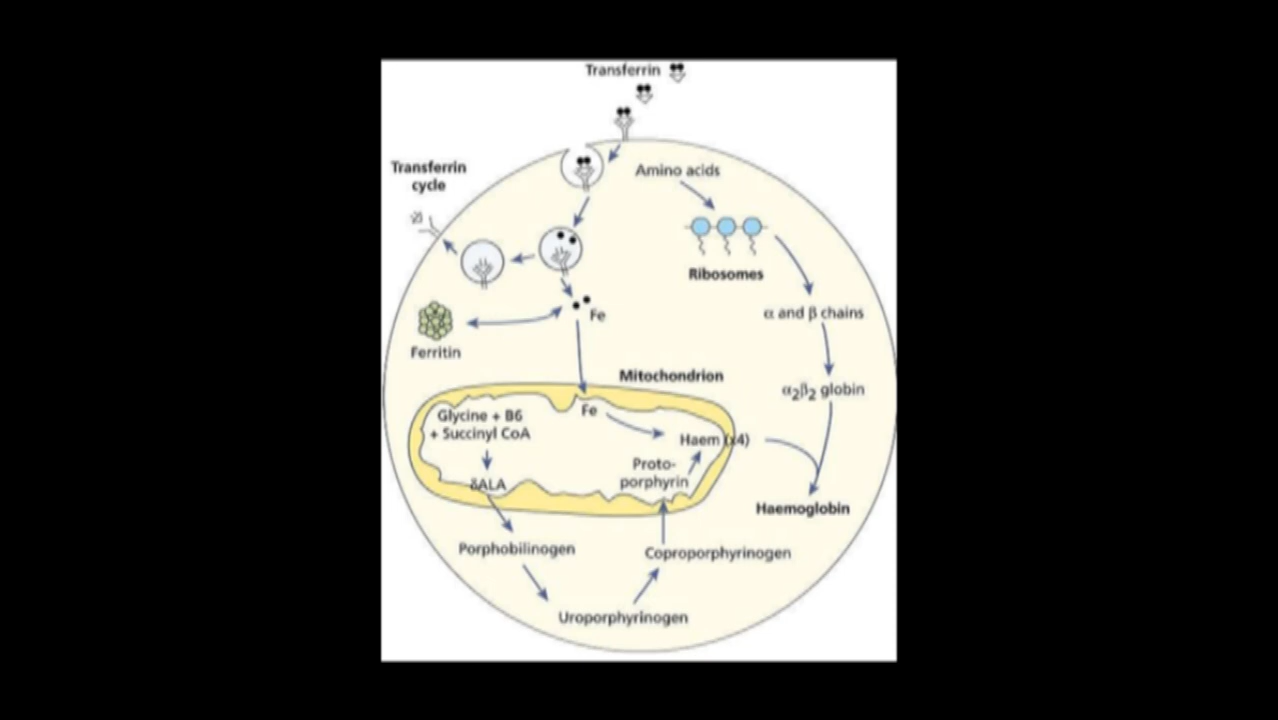 Transferrin
Transferrin
cycle
Amino acids
Ribosomes
Fe
α and β chains
Ferritin
Mitochondrion
α₂β₂ globin
Fe
Glycine + B6
+ Succinyl CoA
Haem (x4)
Proto-
porphyrin
δALA
Haemoglobin
Porphobilinogen
Coproporphyrinogen
Uroporphyrinogen